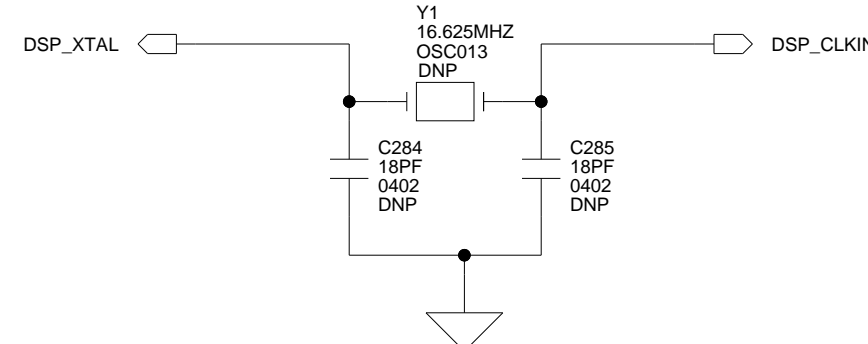 Y1
16.625MHZ
OSC013
DNP
DSP_XTAL
DSP_CLKIN
C284
18PF
0402
DNP
C285
18PF
0402
DNP